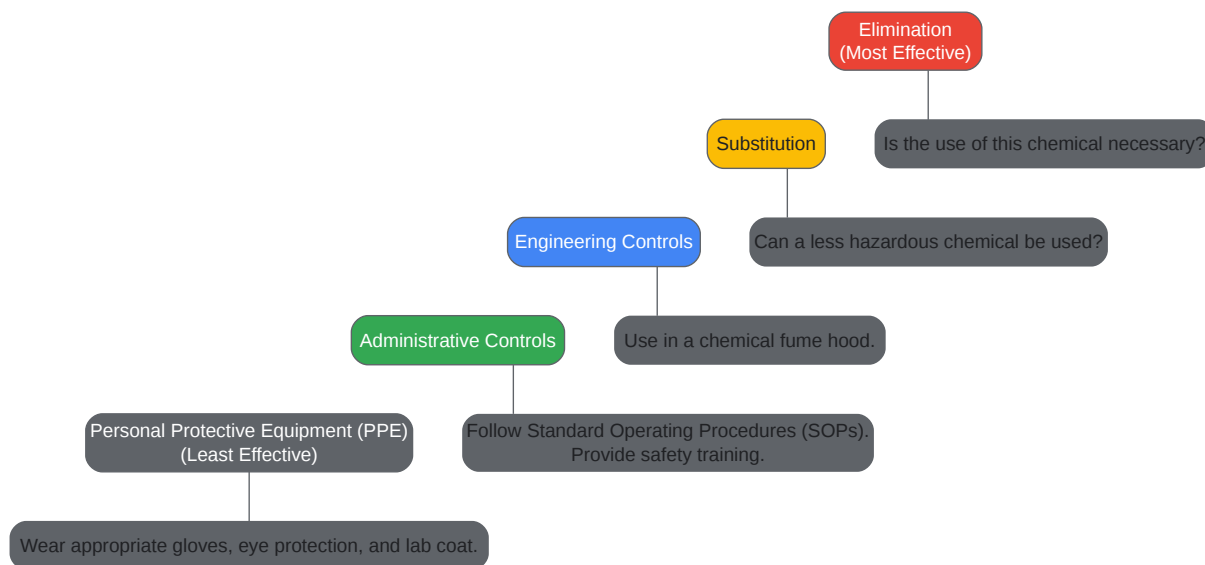 Elimination
(Most Effective)
Is the use of this chemical necessary?
Substitution
Can a less hazardous chemical be used?
Engineering Controls
Use in a chemical fume hood.
Administrative Controls
Follow Standard Operating Procedures (SOPs).
Provide safety training.
Personal Protective Equipment (PPE)
(Least Effective)
Wear appropriate gloves, eye protection, and lab coat.